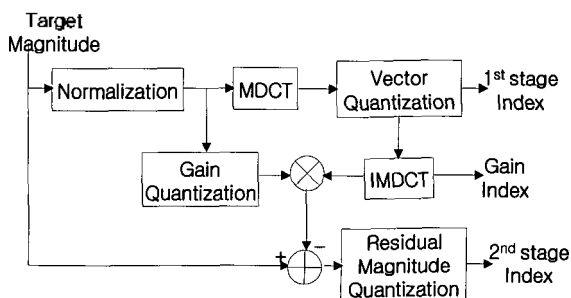 Target
Magnitude
Normalization
MDCT
Vector
Quantization
1st stage
Index
Gain
Quantization
IMDCT
Gain
Index
+
−
Residual
Magnitude
Quantization
2nd stage
Index